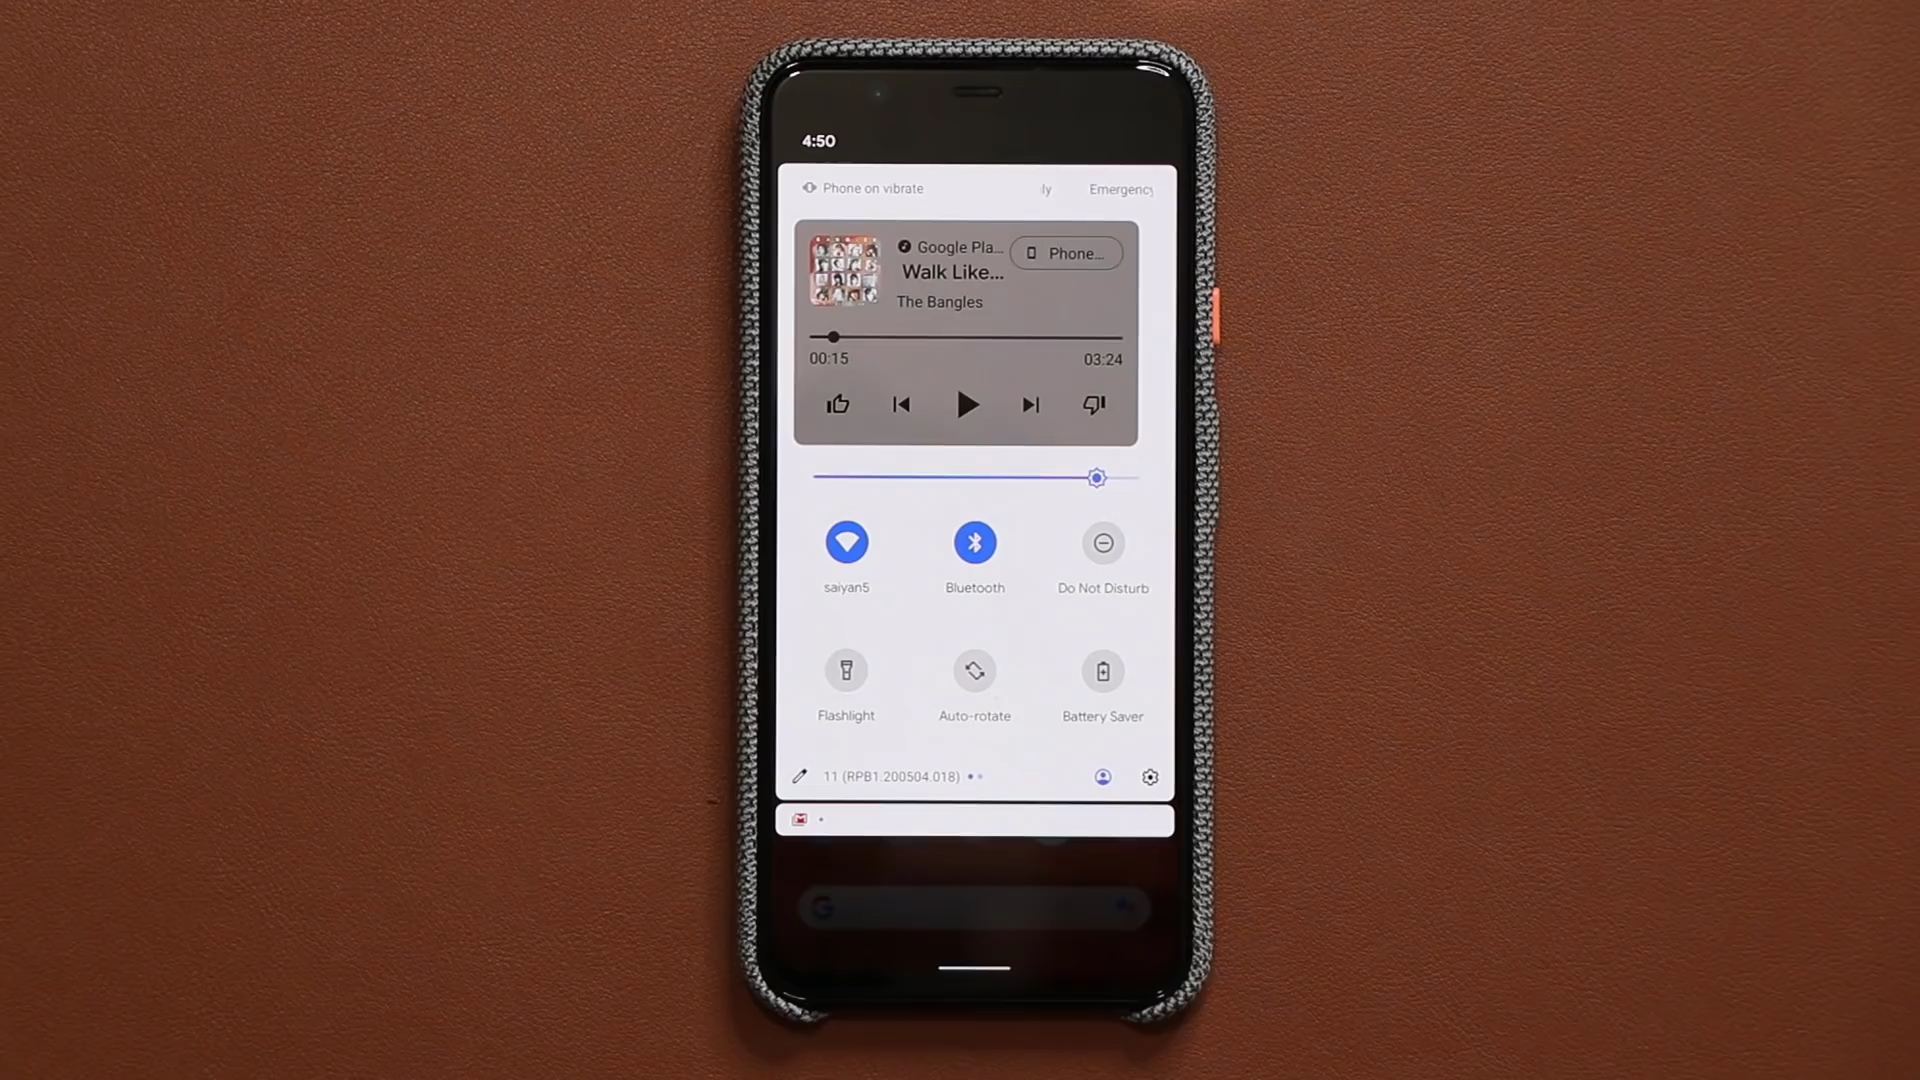 4:50
Phone on vibrate
ly Emergency
Google Pla...
Phone...
Walk Like...
The Bangles
00:15
03:24
saiyan5
Bluetooth
Do Not Disturb
Flashlight
Auto-rotate
Battery Saver
11 (RPB1.200504.018)
G